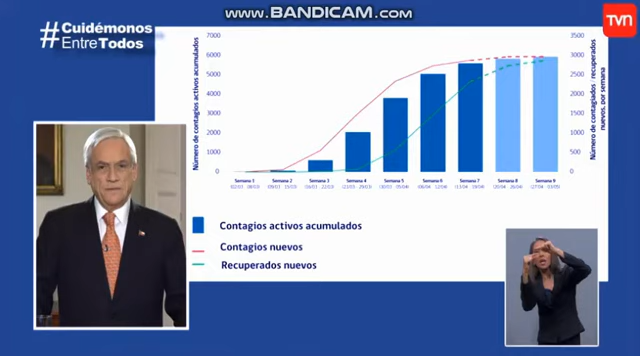 www.BANDICAM.com
tvn
#Cuidémonos
EntreTodos
Número de contagios activos acumulados
7000
6000
5000
4000
3000
2000
1000
0
3500
3000
2500
2000
1500
1000
500
0
Número de contagiados / recuperados
nuevos, por semana
Semana 1
Semana 2
Semana 3
Semana 4
Semana 5
Semana 6
Semana 7
Semana 8
Semana 9
Contagios activos acumulados
Contagios nuevos
Recuperados nuevos